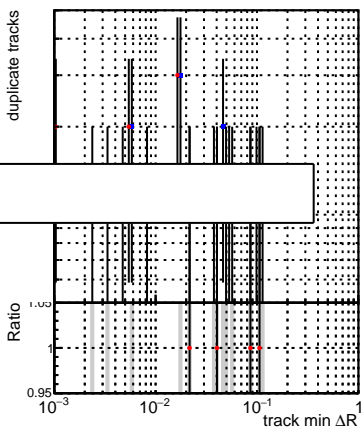 duplicate tracks
1.05
Ratio
1
0.95
10⁻³ 10⁻² 10⁻¹ 1
track min ΔR